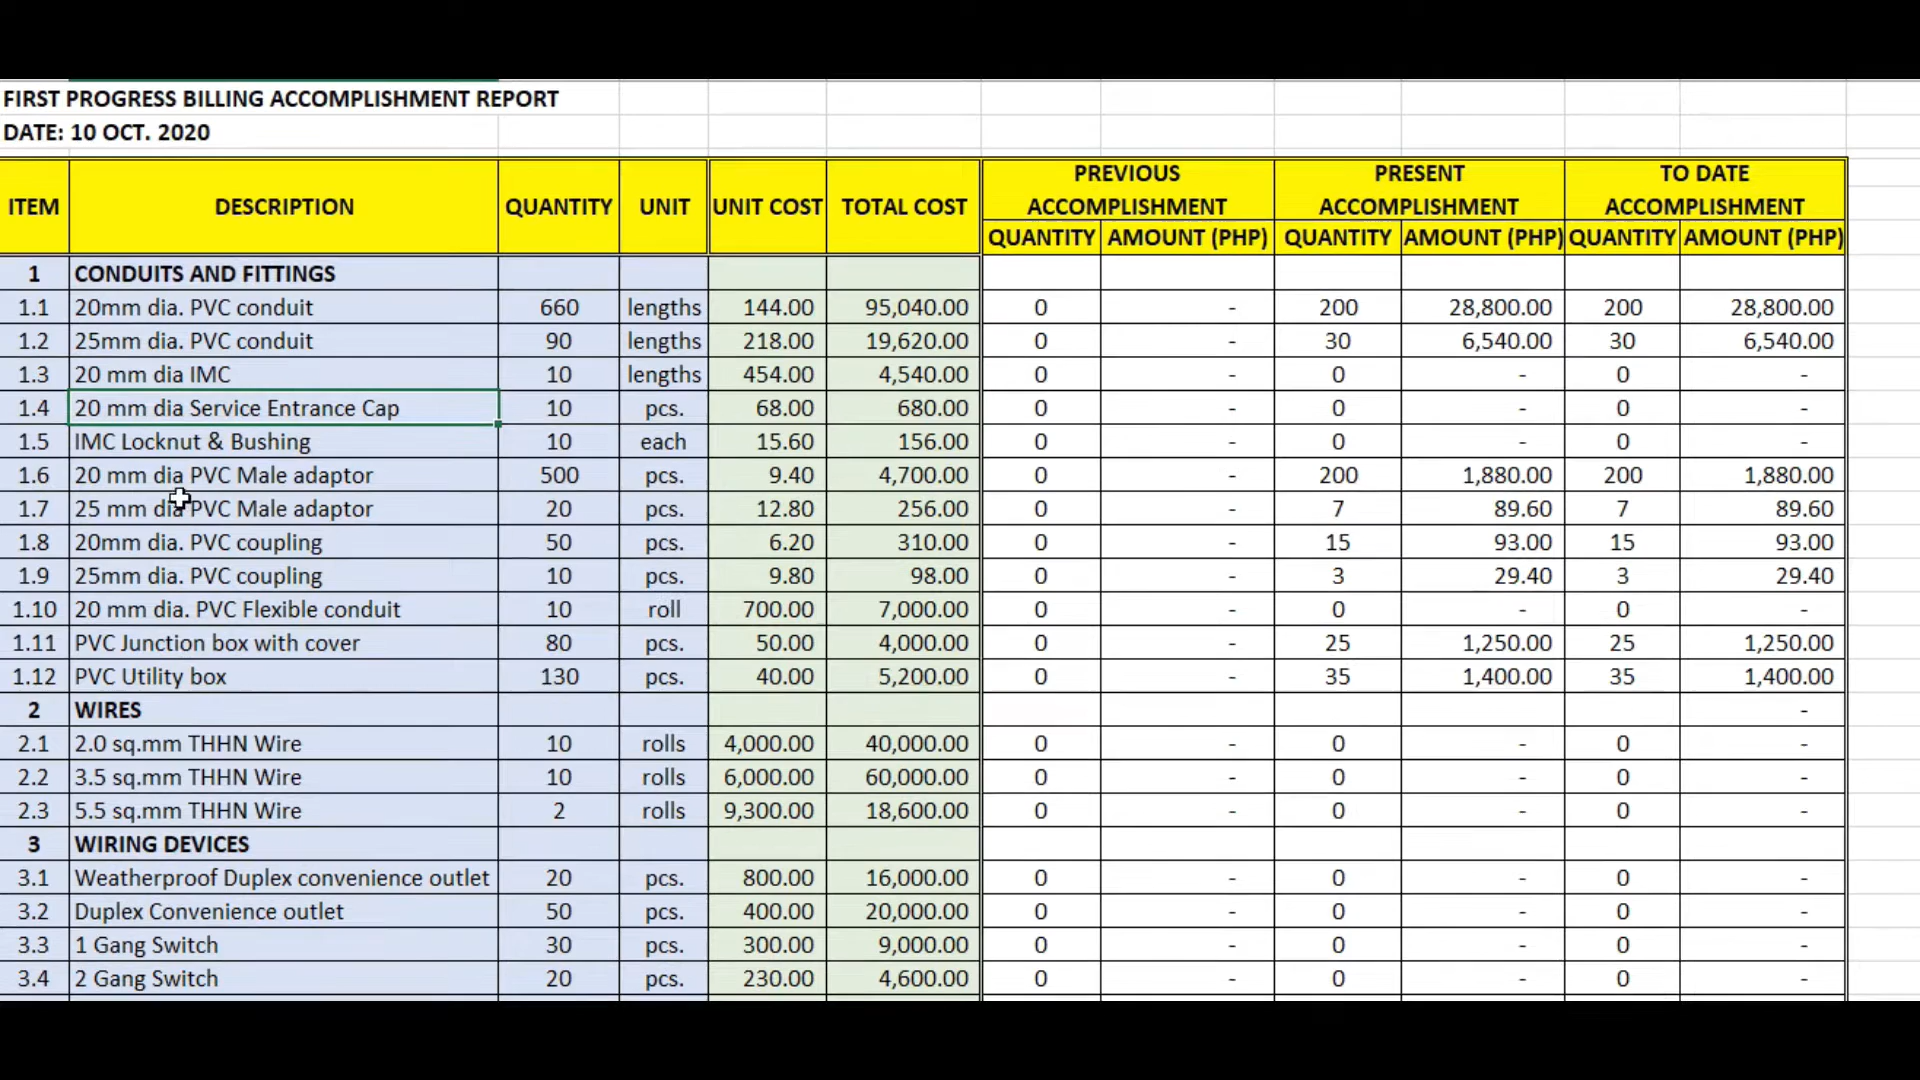 FIRST PROGRESS BILLING ACCOMPLISHMENT REPORT
DATE: 10 OCT. 2020
ITEM DESCRIPTION QUANTITY UNIT UNIT COST TOTAL COST PREVIOUS ACCOMPLISHMENT PRESENT ACCOMPLISHMENT TO DATE ACCOMPLISHMENT
QUANTITY AMOUNT (PHP) QUANTITY AMOUNT (PHP) QUANTITY AMOUNT (PHP)
1 CONDUITS AND FITTINGS
1.1 20mm dia. PVC conduit 660 lengths 144.00 95,040.00 0 - 200 28,800.00 200 28,800.00
1.2 25mm dia. PVC conduit 90 lengths 218.00 19,620.00 0 - 30 6,540.00 30 6,540.00
1.3 20 mm dia IMC 10 lengths 454.00 4,540.00 0 - 0 - 0 -
1.4 20 mm dia Service Entrance Cap 10 pcs. 68.00 680.00 0 - 0 - 0 -
1.5 IMC Locknut & Bushing 10 each 15.60 156.00 0 - 0 - 0 -
1.6 20 mm dia PVC Male adaptor 500 pcs. 9.40 4,700.00 0 - 200 1,880.00 200 1,880.00
1.7 25 mm dia PVC Male adaptor 20 pcs. 12.80 256.00 0 - 7 89.60 7 89.60
1.8 20mm dia. PVC coupling 50 pcs. 6.20 310.00 0 - 15 93.00 15 93.00
1.9 25mm dia. PVC coupling 10 pcs. 9.80 98.00 0 - 3 29.40 3 29.40
1.10 20 mm dia. PVC Flexible conduit 10 roll 700.00 7,000.00 0 - 0 - 0 -
1.11 PVC Junction box with cover 80 pcs. 50.00 4,000.00 0 - 25 1,250.00 25 1,250.00
1.12 PVC Utility box 130 pcs. 40.00 5,200.00 0 - 35 1,400.00 35 1,400.00
2 WIRES -
2.1 2.0 sq.mm THHN Wire 10 rolls 4,000.00 40,000.00 0 - 0 - 0 -
2.2 3.5 sq.mm THHN Wire 10 rolls 6,000.00 60,000.00 0 - 0 - 0 -
2.3 5.5 sq.mm THHN Wire 2 rolls 9,300.00 18,600.00 0 - 0 - 0 -
3 WIRING DEVICES
3.1 Weatherproof Duplex convenience outlet 20 pcs. 800.00 16,000.00 0 - 0 - 0 -
3.2 Duplex Convenience outlet 50 pcs. 400.00 20,000.00 0 - 0 - 0 -
3.3 1 Gang Switch 30 pcs. 300.00 9,000.00 0 - 0 - 0 -
3.4 2 Gang Switch 20 pcs. 230.00 4,600.00 0 - 0 - 0 -